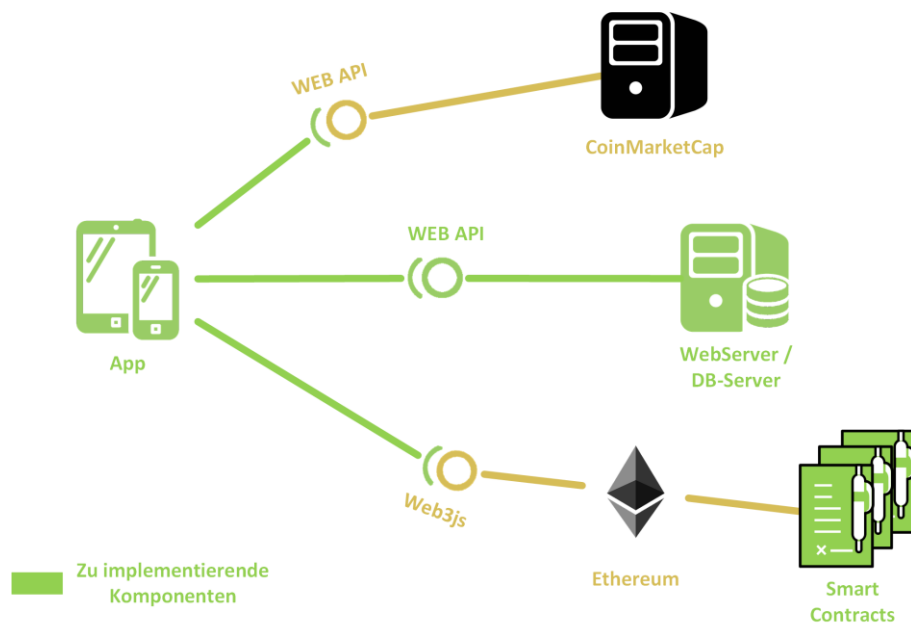 WEB API
CoinMarketCap
WEB API
App
WebServer /
DB-Server
Web3js
Ethereum
Smart
Contracts
Zu implementierende
Komponenten